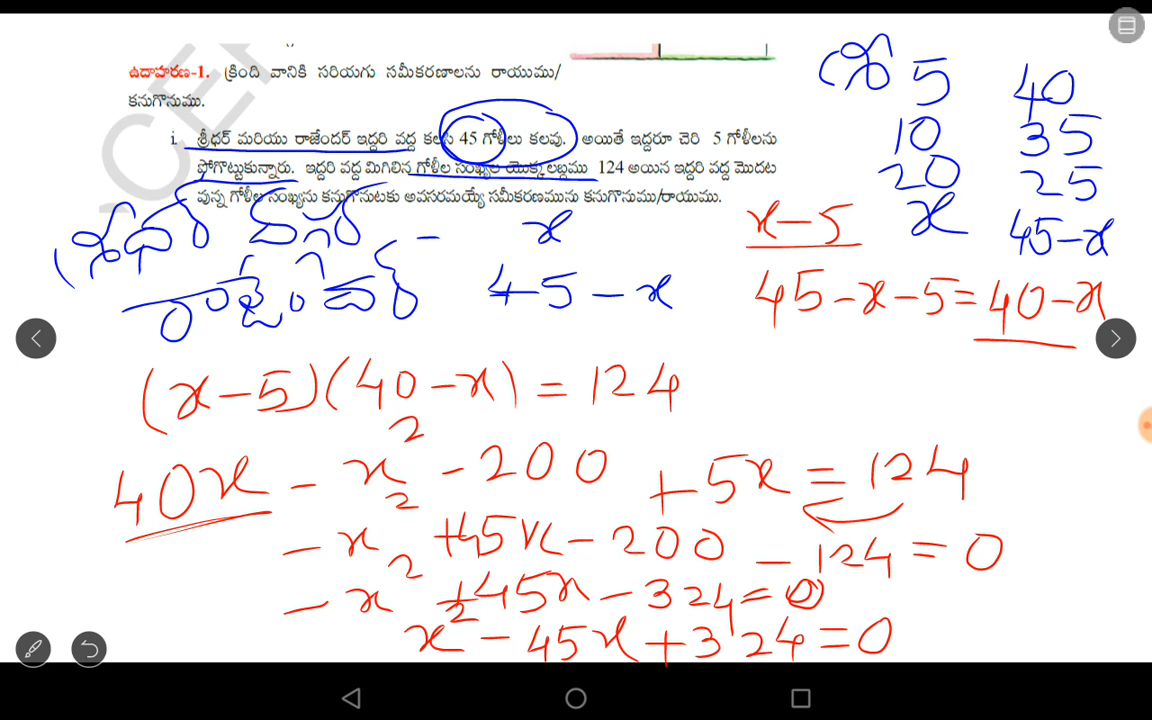 ఉదాహరణ-1. క్రింది వానికి సరియగు సమీకరణాలను రాయుము/ కనుగొనుము.
i. శ్రీధర్ మరియు రాజేందర్ ఇద్దరి వద్ద కలసి 45 గోళీలు కలవు. అయితే ఇద్దరూ చెరి 5 గోళీలను
పోగొట్టుకున్నారు. ఇద్దరి వద్ద మిగిలిన గోళీల సంఖ్యల యొక్క లబ్ధము 124 అయిన ఇద్దరి వద్ద మొదట
వున్న గోళీల సంఖ్యను కనుగొనుటకు అవసరమయ్యే సమీకరణమును కనుగొనుము/రాయుము.
శ్రీ 5 40
10 35
20 25
x 45-x
శ్రీధర్ దగ్గర - x
రాజేందర్ 45-x
x-5
45-x-5=40-x
(x-5)(40-x)=124
40x - x² -200 +5x=124
-x² +45x-200 -124=0
-x² +45x-324=0
x²-45x+324=0